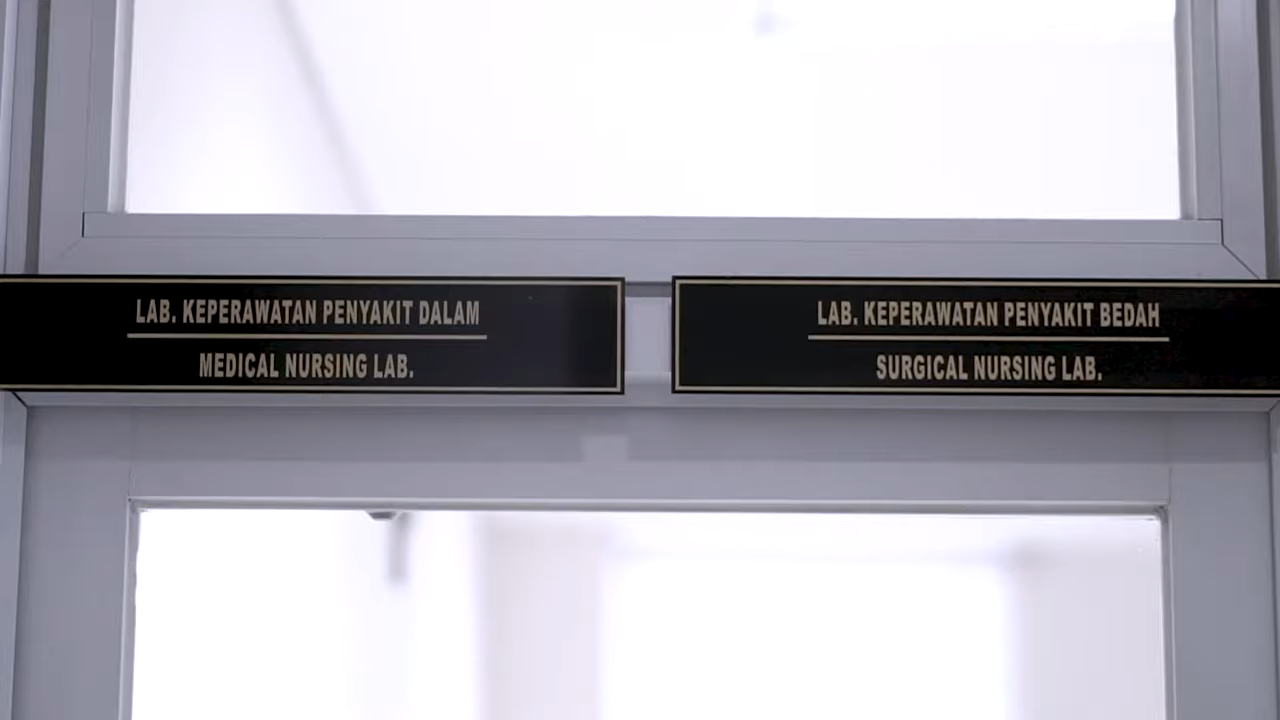 LAB. KEPERAWATAN PENYAKIT DALAM
MEDICAL NURSING LAB.
LAB. KEPERAWATAN PENYAKIT BEDAH
SURGICAL NURSING LAB.